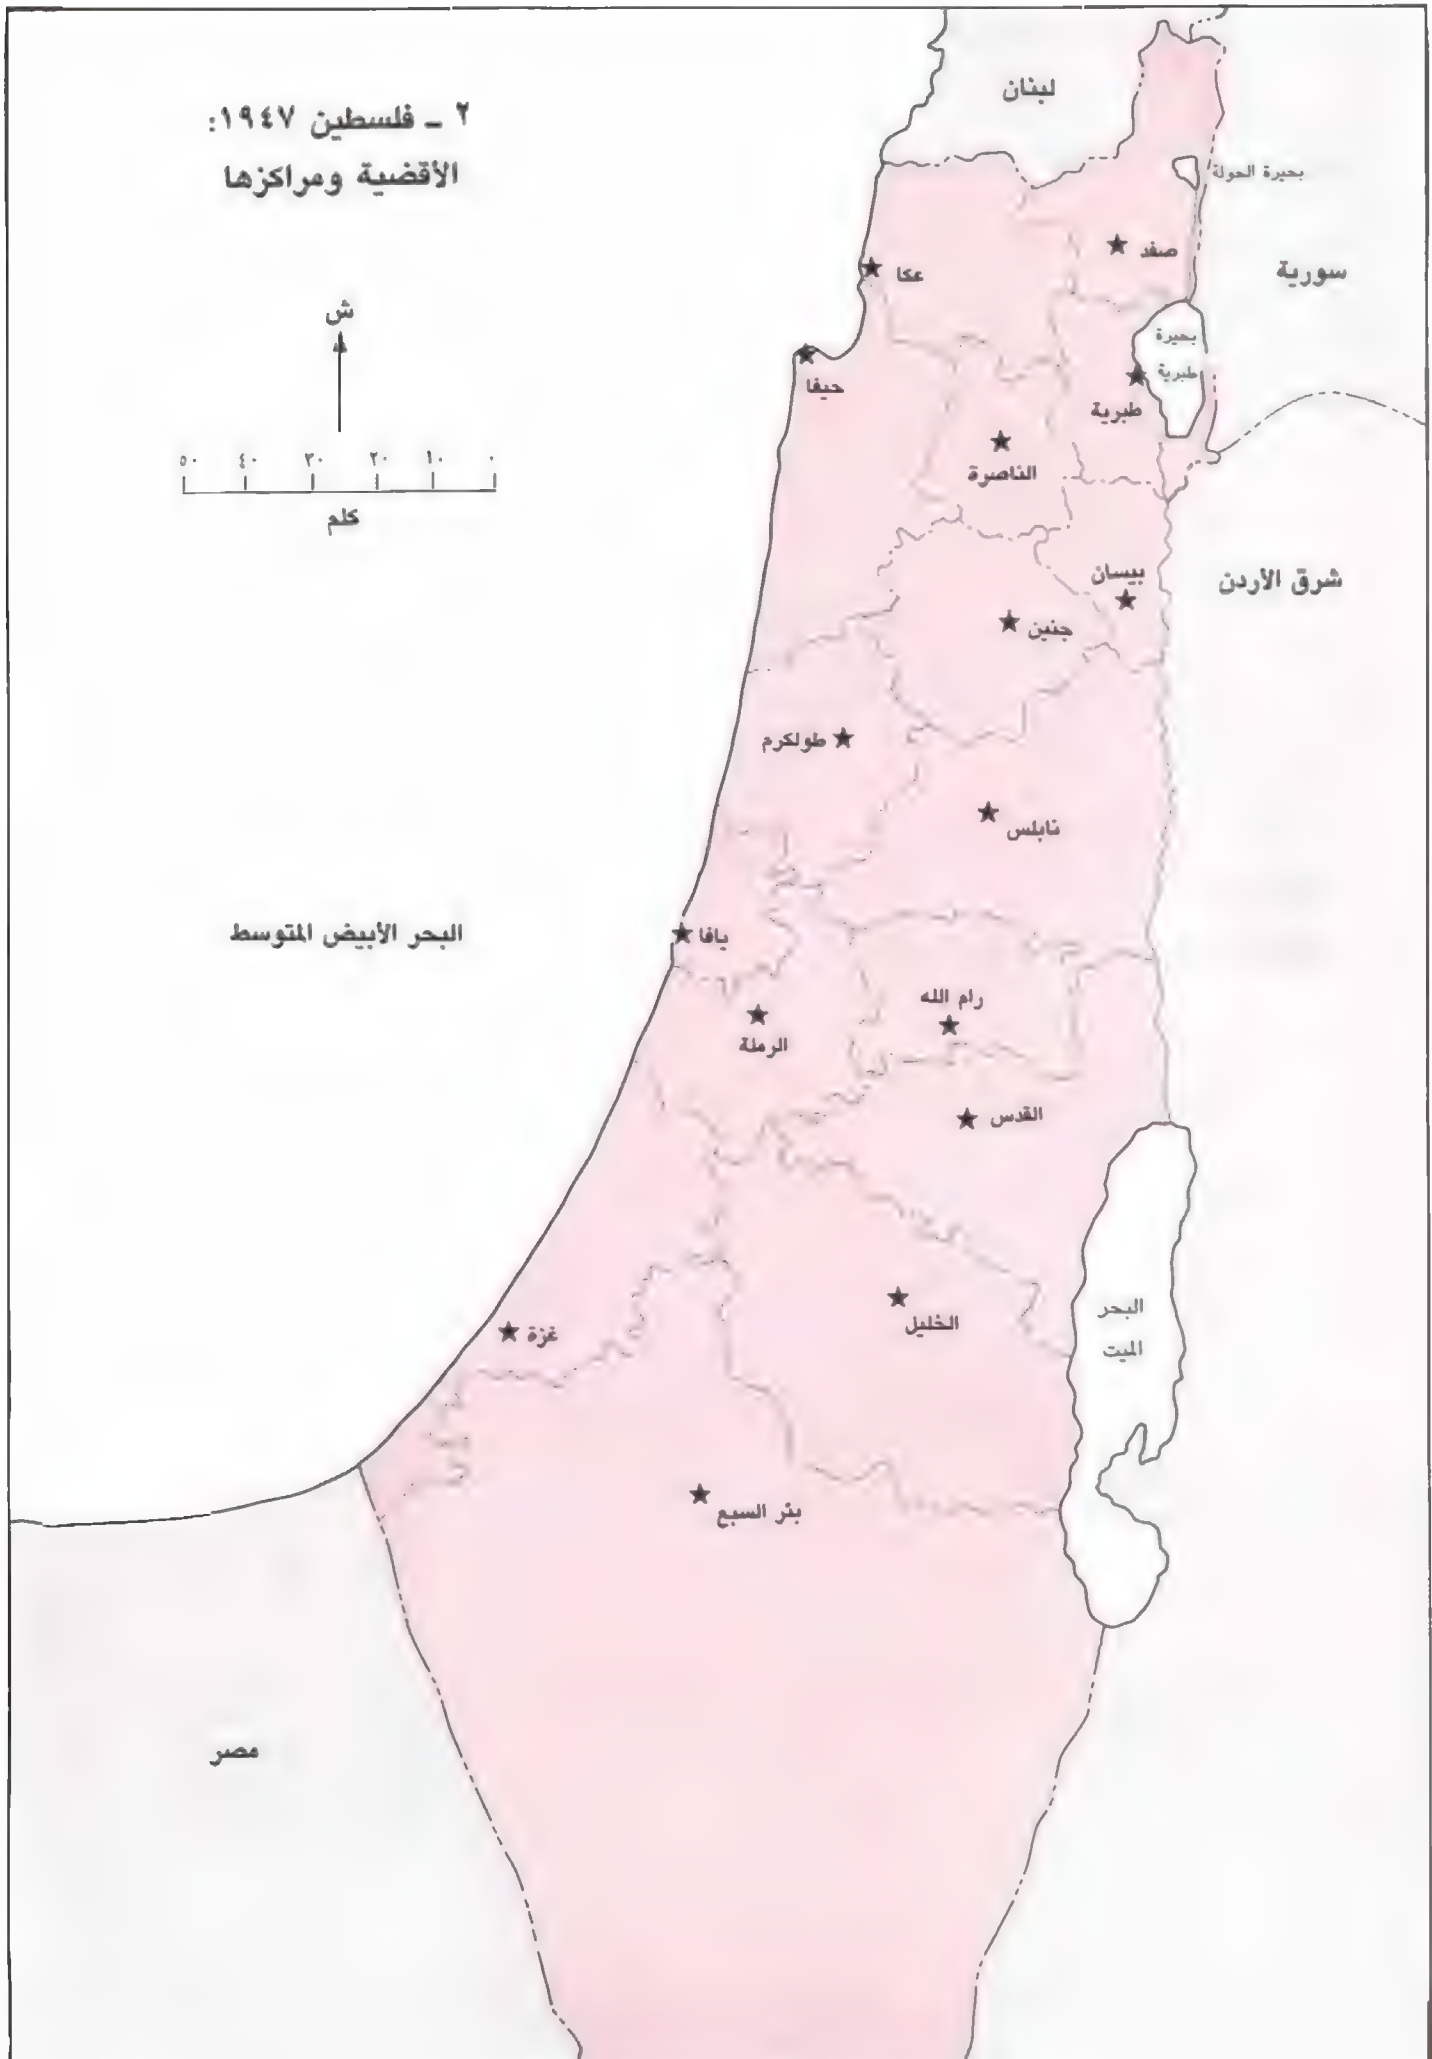 ٢ ـ فلسطين ١٩٤٧:
الأقضية ومراكزها
ش
٥٠ ٤٠ ٣٠ ٢٠ ١٠ ٠
كلم
لبنان
بحيرة الحولة
صفد
سورية
عكا
بحيرة
طبرية
حيفا
طبرية
الناصرة
بيسان
شرق الأردن
جنين
طولكرم
نابلس
البحر الأبيض المتوسط
يافا
رام الله
الرملة
القدس
البحر
الميت
الخليل
غزة
بئر السبع
مصر